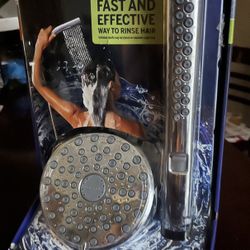 FAST AND
EFFECTIVE
WAY TO RINSE HAIR